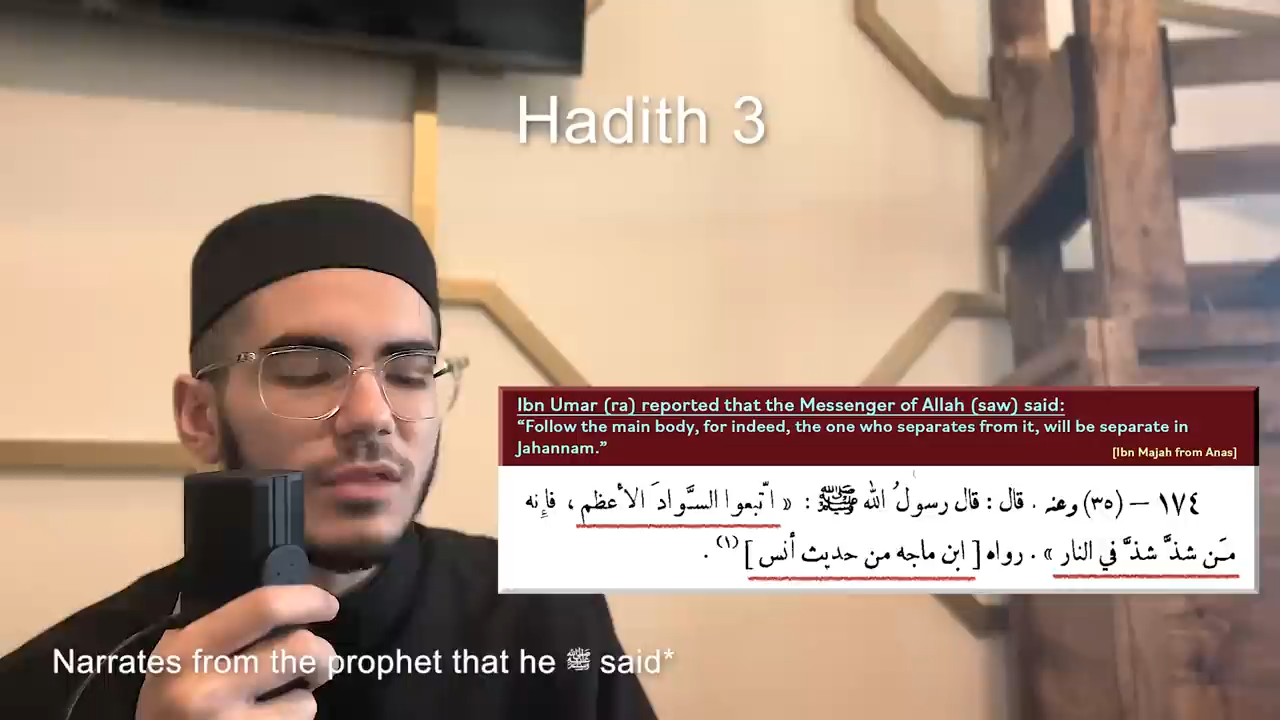 Hadith 3
Ibn Umar (ra) reported that the Messenger of Allah (saw) said:
“Follow the main body, for indeed, the one who separates from it, will be separate in
Jahannam.”
[Ibn Majah from Anas]
١٧٤ – (٣٥) وعنه . قال : قال رسولُ الله ﷺ : « اتّبعوا السَّوادَ الأعظم ، فإِنه
مَن شذَّ شذَّ في النار » . رواه [ ابن ماجه من حديث أنس ] (١) .
Narrates from the prophet that he ﷺ said*